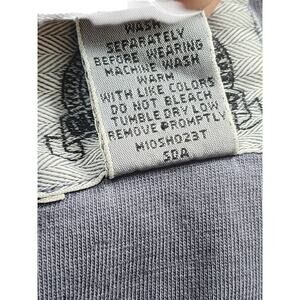 WASH
SEPARATELY
BEFORE WEARING
MACHINE WASH
WARM
WITH LIKE COLORS
DO NOT BLEACH
TUMBLE DRY LOW
REMOVE PROMPTLY
M10SH023T
SDA